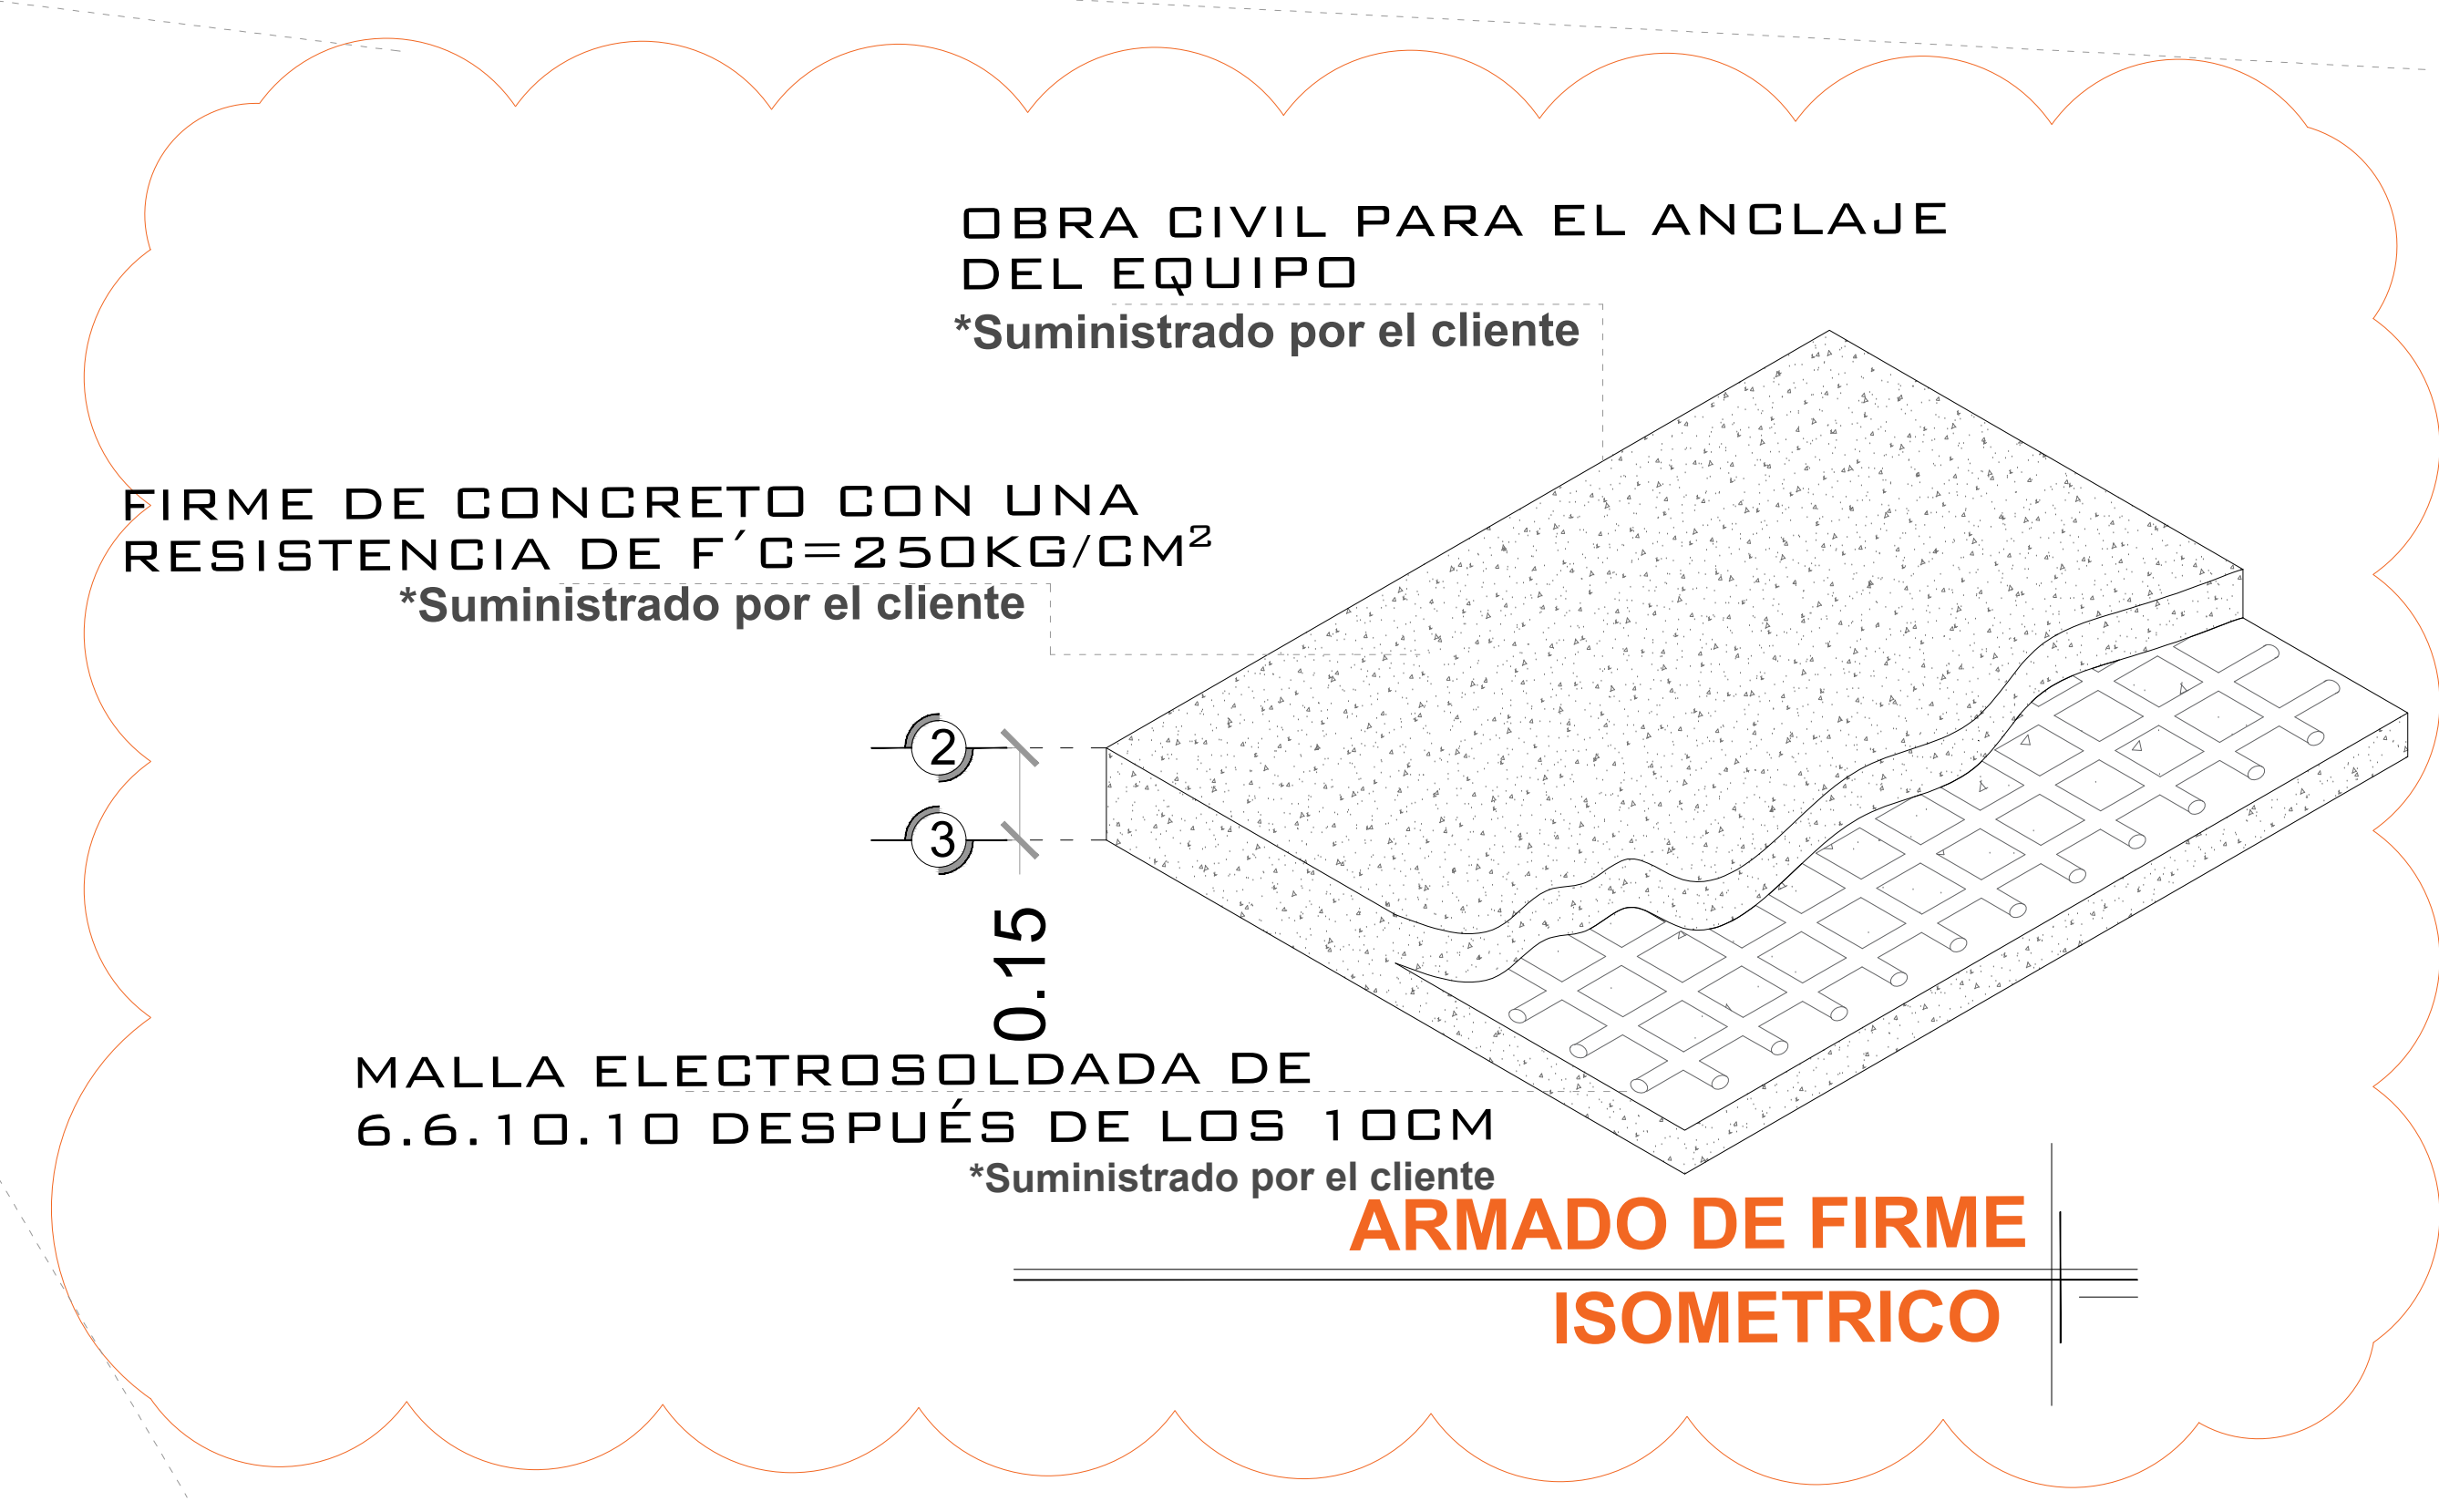 OBRA CIVIL PARA EL ANCLAJE
DEL EQUIPO
*Suministrado por el cliente
FIRME DE CONCRETO CON UNA
RESISTENCIA DE F´C=250KG/CM²
*Suministrado por el cliente
2
3
0.15
MALLA ELECTROSOLDADA DE
6.6.10.10 DESPUÉS DE LOS 10CM
*Suministrado por el cliente
ARMADO DE FIRME
ISOMETRICO